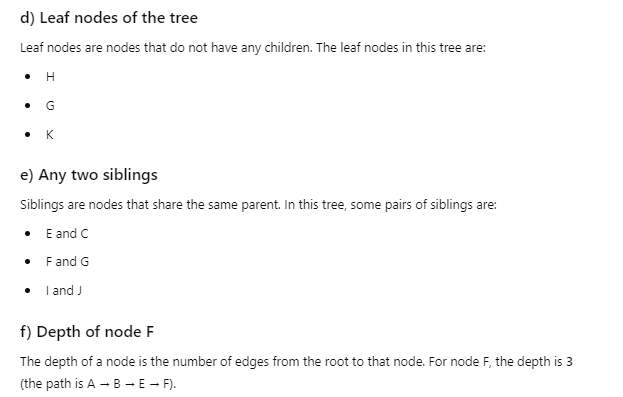 d) Leaf nodes of the tree
Leaf nodes are nodes that do not have any children. The leaf nodes in this tree are:
• H
• G
• K
e) Any two siblings
Siblings are nodes that share the same parent. In this tree, some pairs of siblings are:
• E and C
• F and G
• I and J
f) Depth of node F
The depth of a node is the number of edges from the root to that node. For node F, the depth is 3
(the path is A → B → E → F).